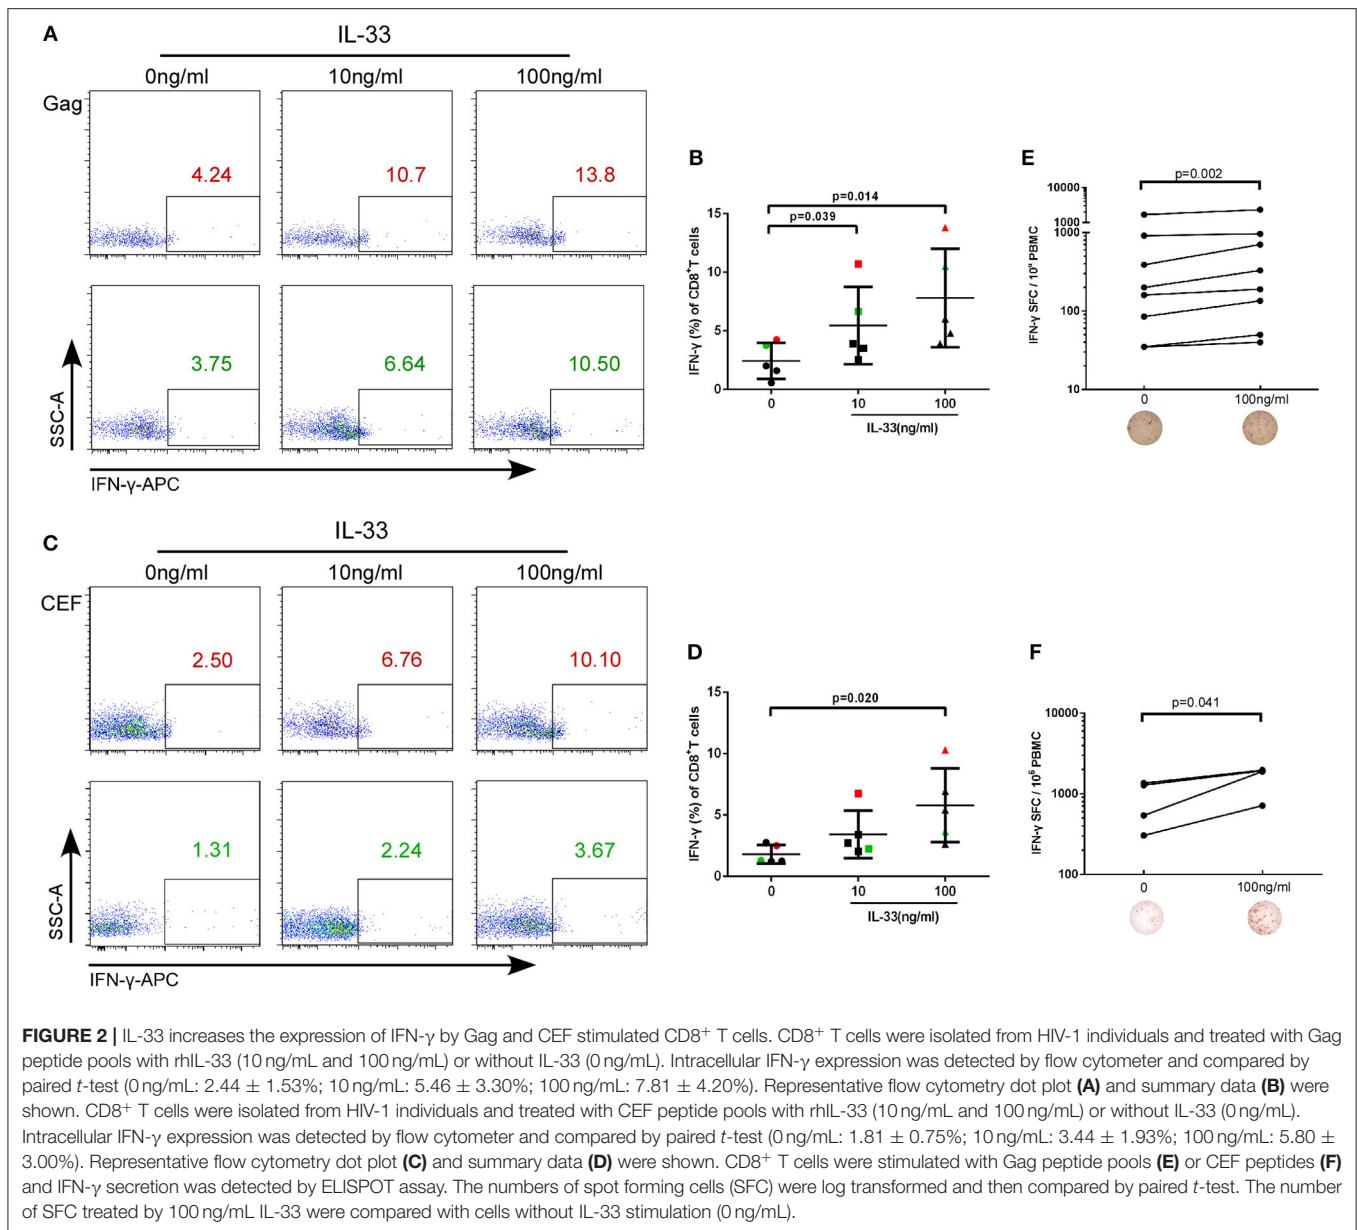 A
IL-33
0ng/ml 10ng/ml 100ng/ml
Gag
4.24 10.7 13.8
3.75 6.64 10.50
SSC-A
IFN-γ-APC
B
p=0.014
p=0.039
15
10
5
0
IFN-γ (%) of CD8⁺T cells
0 10 100
IL-33(ng/ml)
E
p=0.002
10000
1000
1000
100
10
IFN-γ SFC / 10⁶ PBMC
0 100ng/ml
C
IL-33
0ng/ml 10ng/ml 100ng/ml
CEF
2.50 6.76 10.10
1.31 2.24 3.67
SSC-A
IFN-γ-APC
D
p=0.020
15
10
5
0
IFN-γ (%) of CD8⁺T cells
0 10 100
IL-33(ng/ml)
F
p=0.041
10000
1000
100
IFN-γ SFC / 10⁶ PBMC
0 100ng/ml
FIGURE 2 | IL-33 increases the expression of IFN-γ by Gag and CEF stimulated CD8⁺ T cells. CD8⁺ T cells were isolated from HIV-1 individuals and treated with Gag
peptide pools with rhIL-33 (10 ng/mL and 100 ng/mL) or without IL-33 (0 ng/mL). Intracellular IFN-γ expression was detected by flow cytometer and compared by
paired t-test (0 ng/mL: 2.44 ± 1.53%; 10 ng/mL: 5.46 ± 3.30%; 100 ng/mL: 7.81 ± 4.20%). Representative flow cytometry dot plot (A) and summary data (B) were
shown. CD8⁺ T cells were isolated from HIV-1 individuals and treated with CEF peptide pools with rhIL-33 (10 ng/mL and 100 ng/mL) or without IL-33 (0 ng/mL).
Intracellular IFN-γ expression was detected by flow cytometer and compared by paired t-test (0 ng/mL: 1.81 ± 0.75%; 10 ng/mL: 3.44 ± 1.93%; 100 ng/mL: 5.80 ±
3.00%). Representative flow cytometry dot plot (C) and summary data (D) were shown. CD8⁺ T cells were stimulated with Gag peptide pools (E) or CEF peptides (F)
and IFN-γ secretion was detected by ELISPOT assay. The numbers of spot forming cells (SFC) were log transformed and then compared by paired t-test. The number
of SFC treated by 100 ng/mL IL-33 were compared with cells without IL-33 stimulation (0 ng/mL).